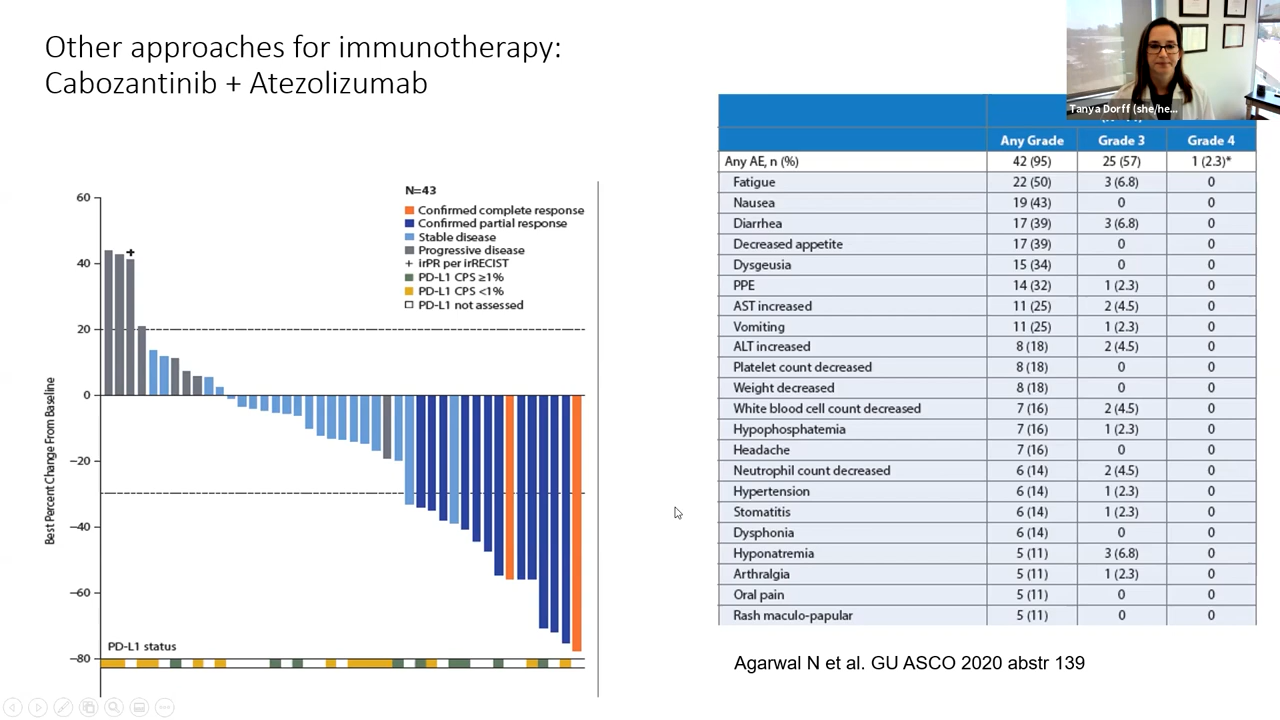 Other approaches for immunotherapy:
Cabozantinib + Atezolizumab
Tanya Dorff (she/he...
N=43
Confirmed complete response
Confirmed partial response
Stable disease
Progressive disease
+ irPR per irRECIST
PD-L1 CPS ≥1%
PD-L1 CPS <1%
PD-L1 not assessed
Best Percent Change From Baseline
60
40
20
0
−20
−40
−60
−80
+
PD-L1 status
Any Grade Grade 3 Grade 4
Any AE, n (%) 42 (95) 25 (57) 1 (2.3)*
Fatigue 22 (50) 3 (6.8) 0
Nausea 19 (43) 0 0
Diarrhea 17 (39) 3 (6.8) 0
Decreased appetite 17 (39) 0 0
Dysgeusia 15 (34) 0 0
PPE 14 (32) 1 (2.3) 0
AST increased 11 (25) 2 (4.5) 0
Vomiting 11 (25) 1 (2.3) 0
ALT increased 8 (18) 2 (4.5) 0
Platelet count decreased 8 (18) 0 0
Weight decreased 8 (18) 0 0
White blood cell count decreased 7 (16) 2 (4.5) 0
Hypophosphatemia 7 (16) 1 (2.3) 0
Headache 7 (16) 0 0
Neutrophil count decreased 6 (14) 2 (4.5) 0
Hypertension 6 (14) 1 (2.3) 0
Stomatitis 6 (14) 1 (2.3) 0
Dysphonia 6 (14) 0 0
Hyponatremia 5 (11) 3 (6.8) 0
Arthralgia 5 (11) 1 (2.3) 0
Oral pain 5 (11) 0 0
Rash maculo-papular 5 (11) 0 0
Agarwal N et al. GU ASCO 2020 abstr 139